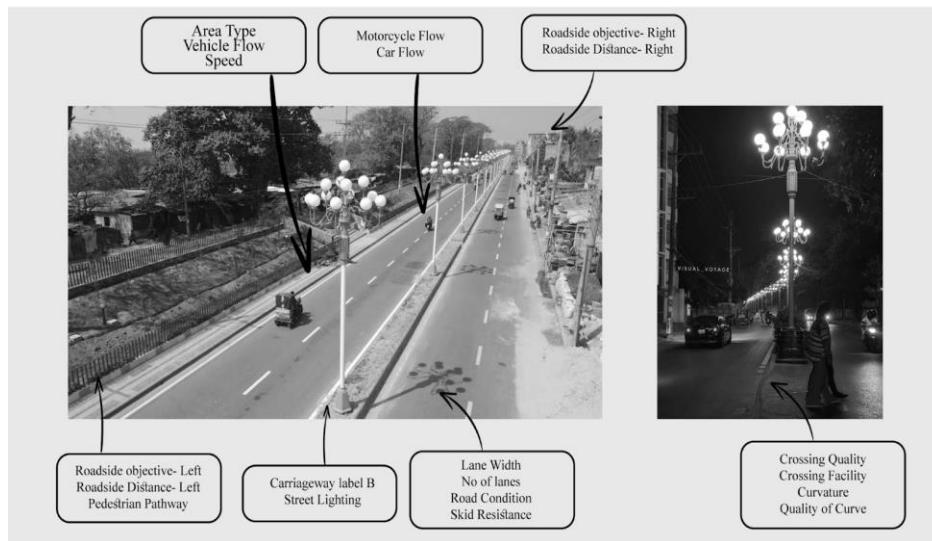 Area Type
Vehicle Flow
Speed
Motorcycle Flow
Car Flow
Roadside objective- Right
Roadside Distance- Right
VISUAL VOYAGE
Roadside objective- Left
Roadside Distance- Left
Pedestrian Pathway
Carriageway label B
Street Lighting
Lane Width
No of lanes
Road Condition
Skid Resistance
Crossing Quality
Crossing Facility
Curvature
Quality of Curve